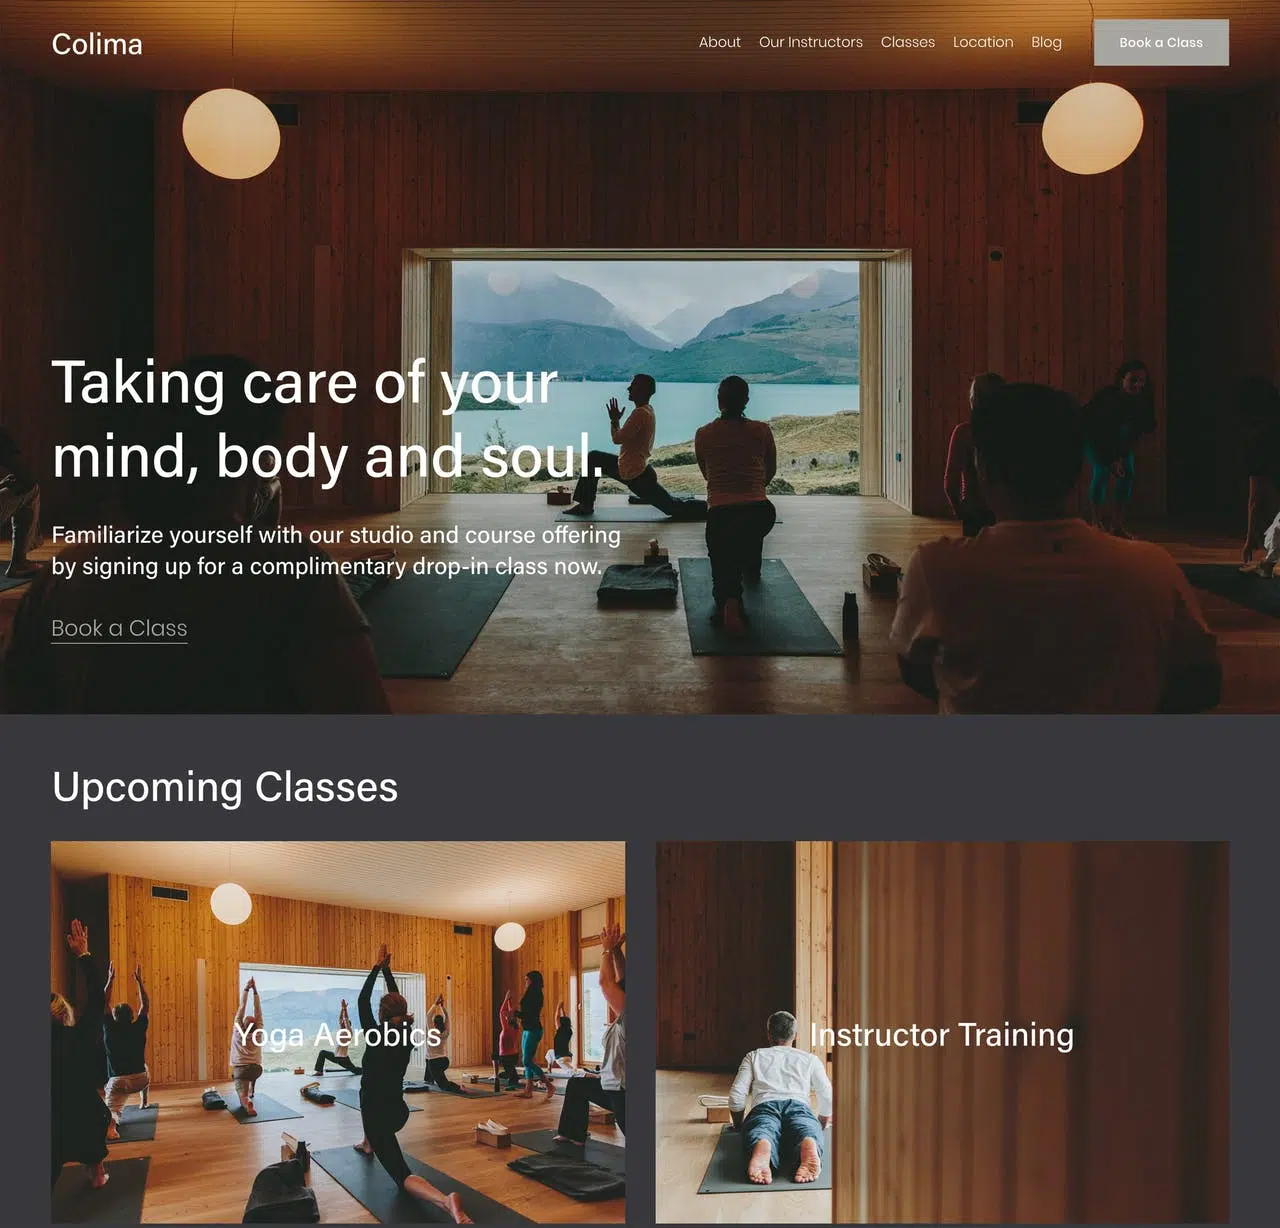 Colima
About Our Instructors Classes Location Blog Book a Class
Taking care of your
mind, body and soul.
Familiarize yourself with our studio and course offering
by signing up for a complimentary drop-in class now.
Book a Class
Upcoming Classes
Yoga Aerobics
Instructor Training